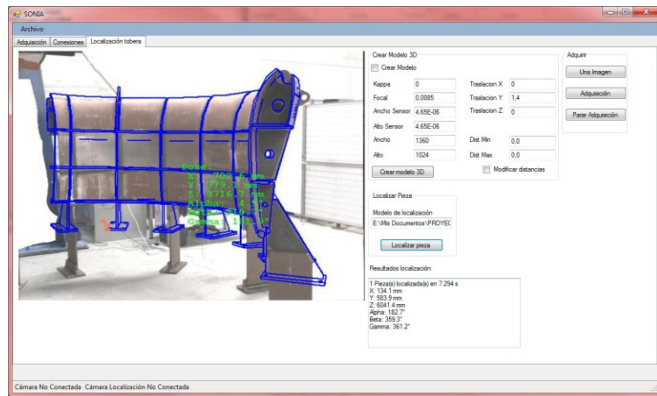 SONIA
Archivo
Adquisición Conexiones Localización tobera
Crear Modelo 3D
Crear Modelo
Kappa 0 Traslacion X 0
Focal 0,0085 Traslacion Y 1,4
Ancho Sensor 4,65E-06 Traslacion Z 0
Alto Sensor 4,65E-06
Ancho 1360 Dist Min 0,0
Alto 1024 Dist Max 0,0
Crear modelo 3D Modificar distancias
Adquirir
Una Imagen
Adquisición
Parar Adquisición
Localizar Pieza
Modelo de localización
E:\Mis Documentos\PROYEC
Localizar pieza
Resultados localización
1 Pieza(s) localizada(s) en 7.294 s
X: 134.1 mm
Y: 583.9 mm
Z: 6041.4 mm
Alpha: 182.7°
Beta: 359.3°
Gamma: 361.2°
Pose:
X:
Y:
Z:
Alpha:
Beta:
Gamma:
Cámara No Conectada Cámara Localización No Conectada